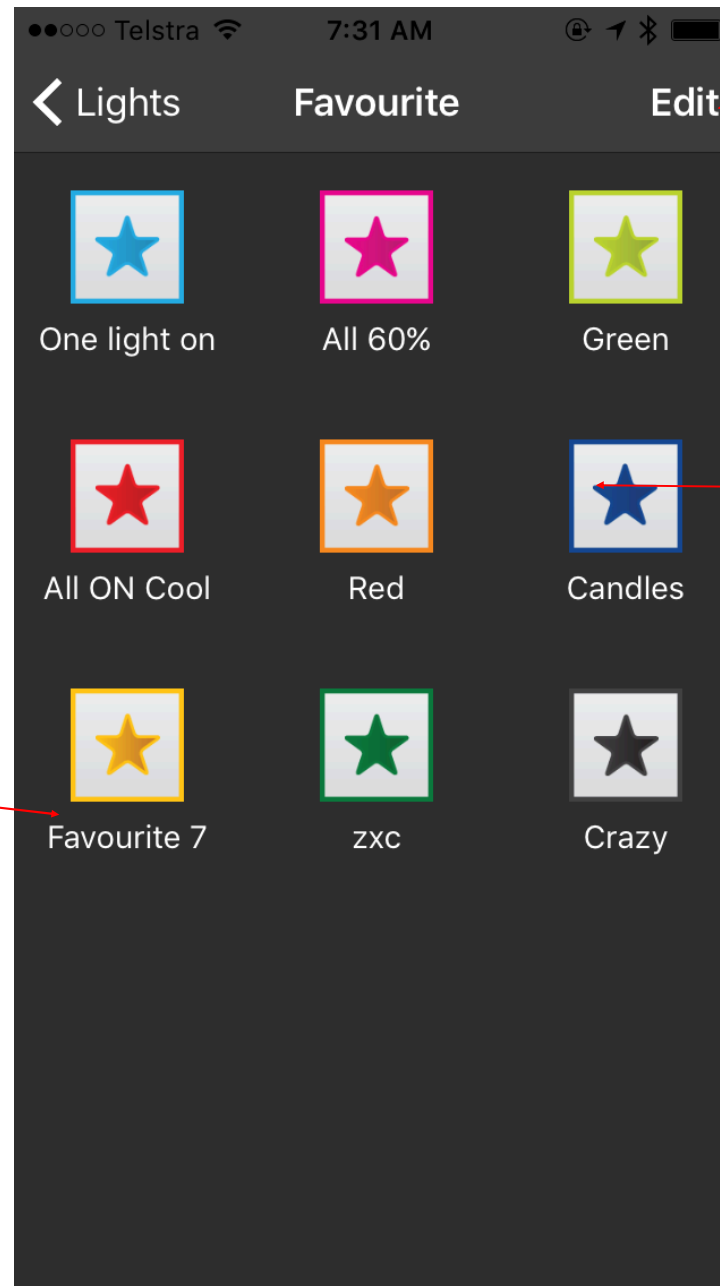 Telstra 7:31 AM
Lights Favourite Edit
One light on All 60% Green
All ON Cool Red Candles
Favourite 7 zxc Crazy